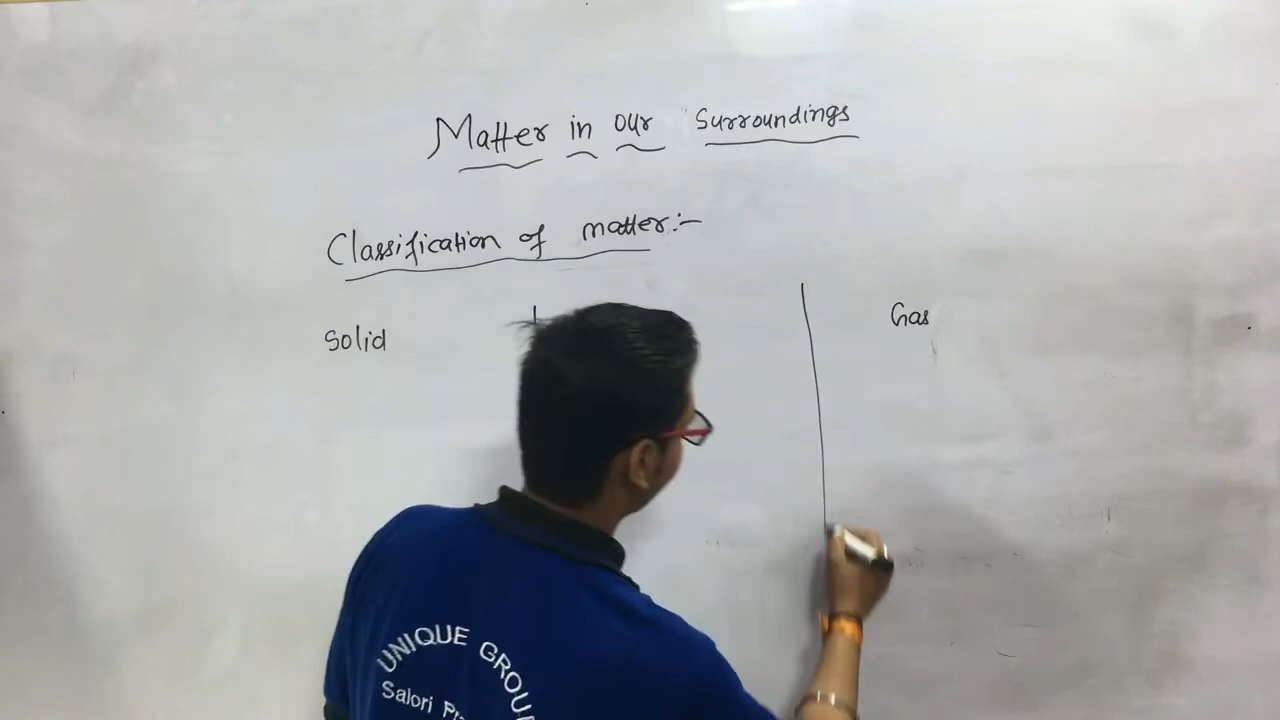 Matter in our Surroundings
Classification of matter:-
Solid
Gas
UNIQUE GROUP
Salori